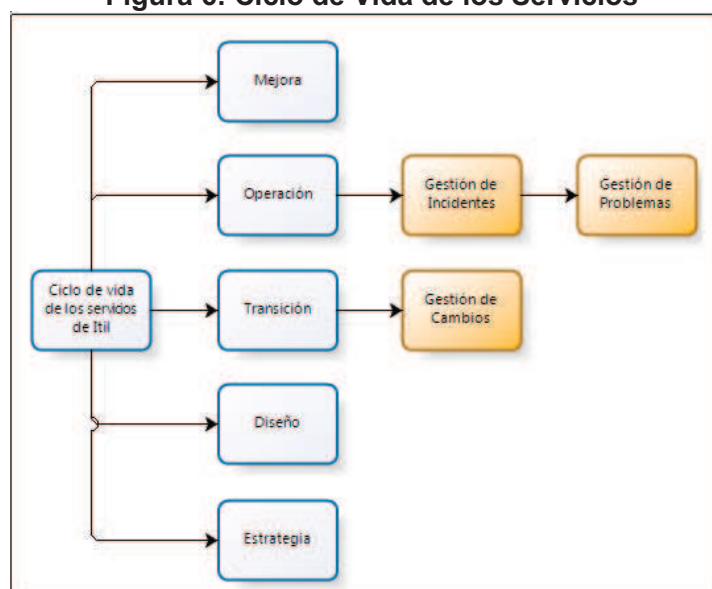 Figura 6: Ciclo de Vida de los Servicios
Mejora
Operación
Gestión de
Incidentes
Gestión de
Problemas
Ciclo de vida
de los servicios
de Itil
Transición
Gestión de
Cambios
Diseño
Estrategia